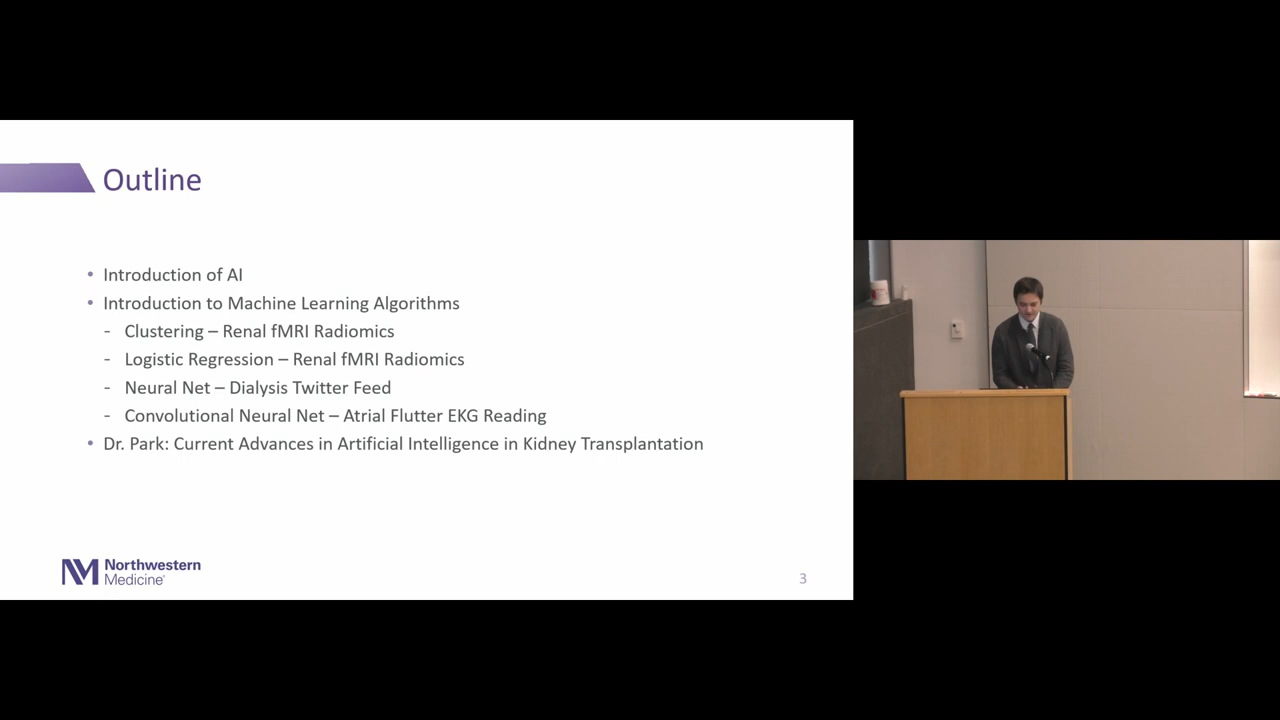 Outline
• Introduction of AI
• Introduction to Machine Learning Algorithms
- Clustering – Renal fMRI Radiomics
- Logistic Regression – Renal fMRI Radiomics
- Neural Net – Dialysis Twitter Feed
- Convolutional Neural Net – Atrial Flutter EKG Reading
• Dr. Park: Current Advances in Artificial Intelligence in Kidney Transplantation
NM Northwestern
Medicine®
3